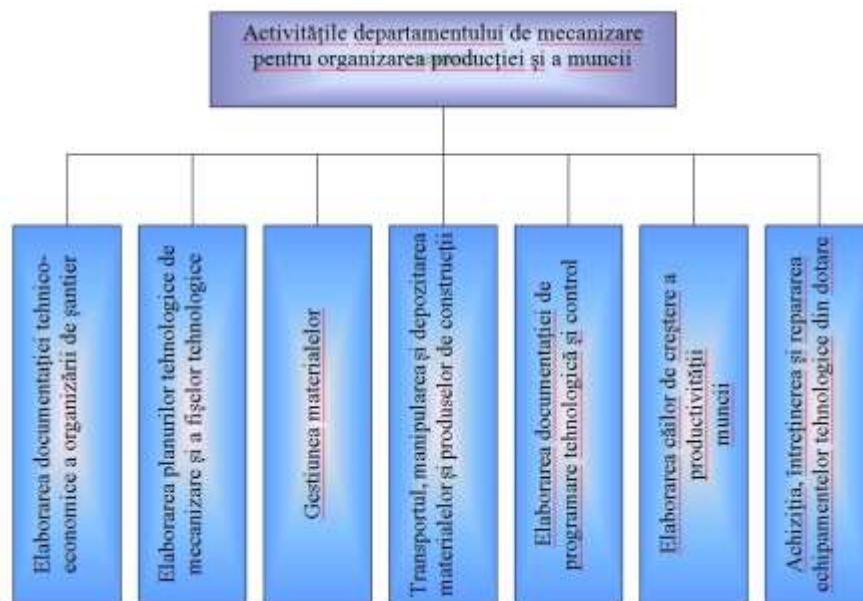 Activitățile departamentului de mecanizare
pentru organizarea producției și a muncii
Elaborarea documentației tehnico-
economice a organizării de șantier
Elaborarea planurilor tehnologice de
mecanizare și a fișelor tehnologice
Gestiunea materialelor
Transportul, manipularea și depozitarea
materialelor și produselor de construcții
Elaborarea documentației de
programare tehnologică și control
Elaborarea căilor de creștere a
productivității
muncii
Achiziția, întreținerea și repararea
echipamentelor tehnologice din dotare